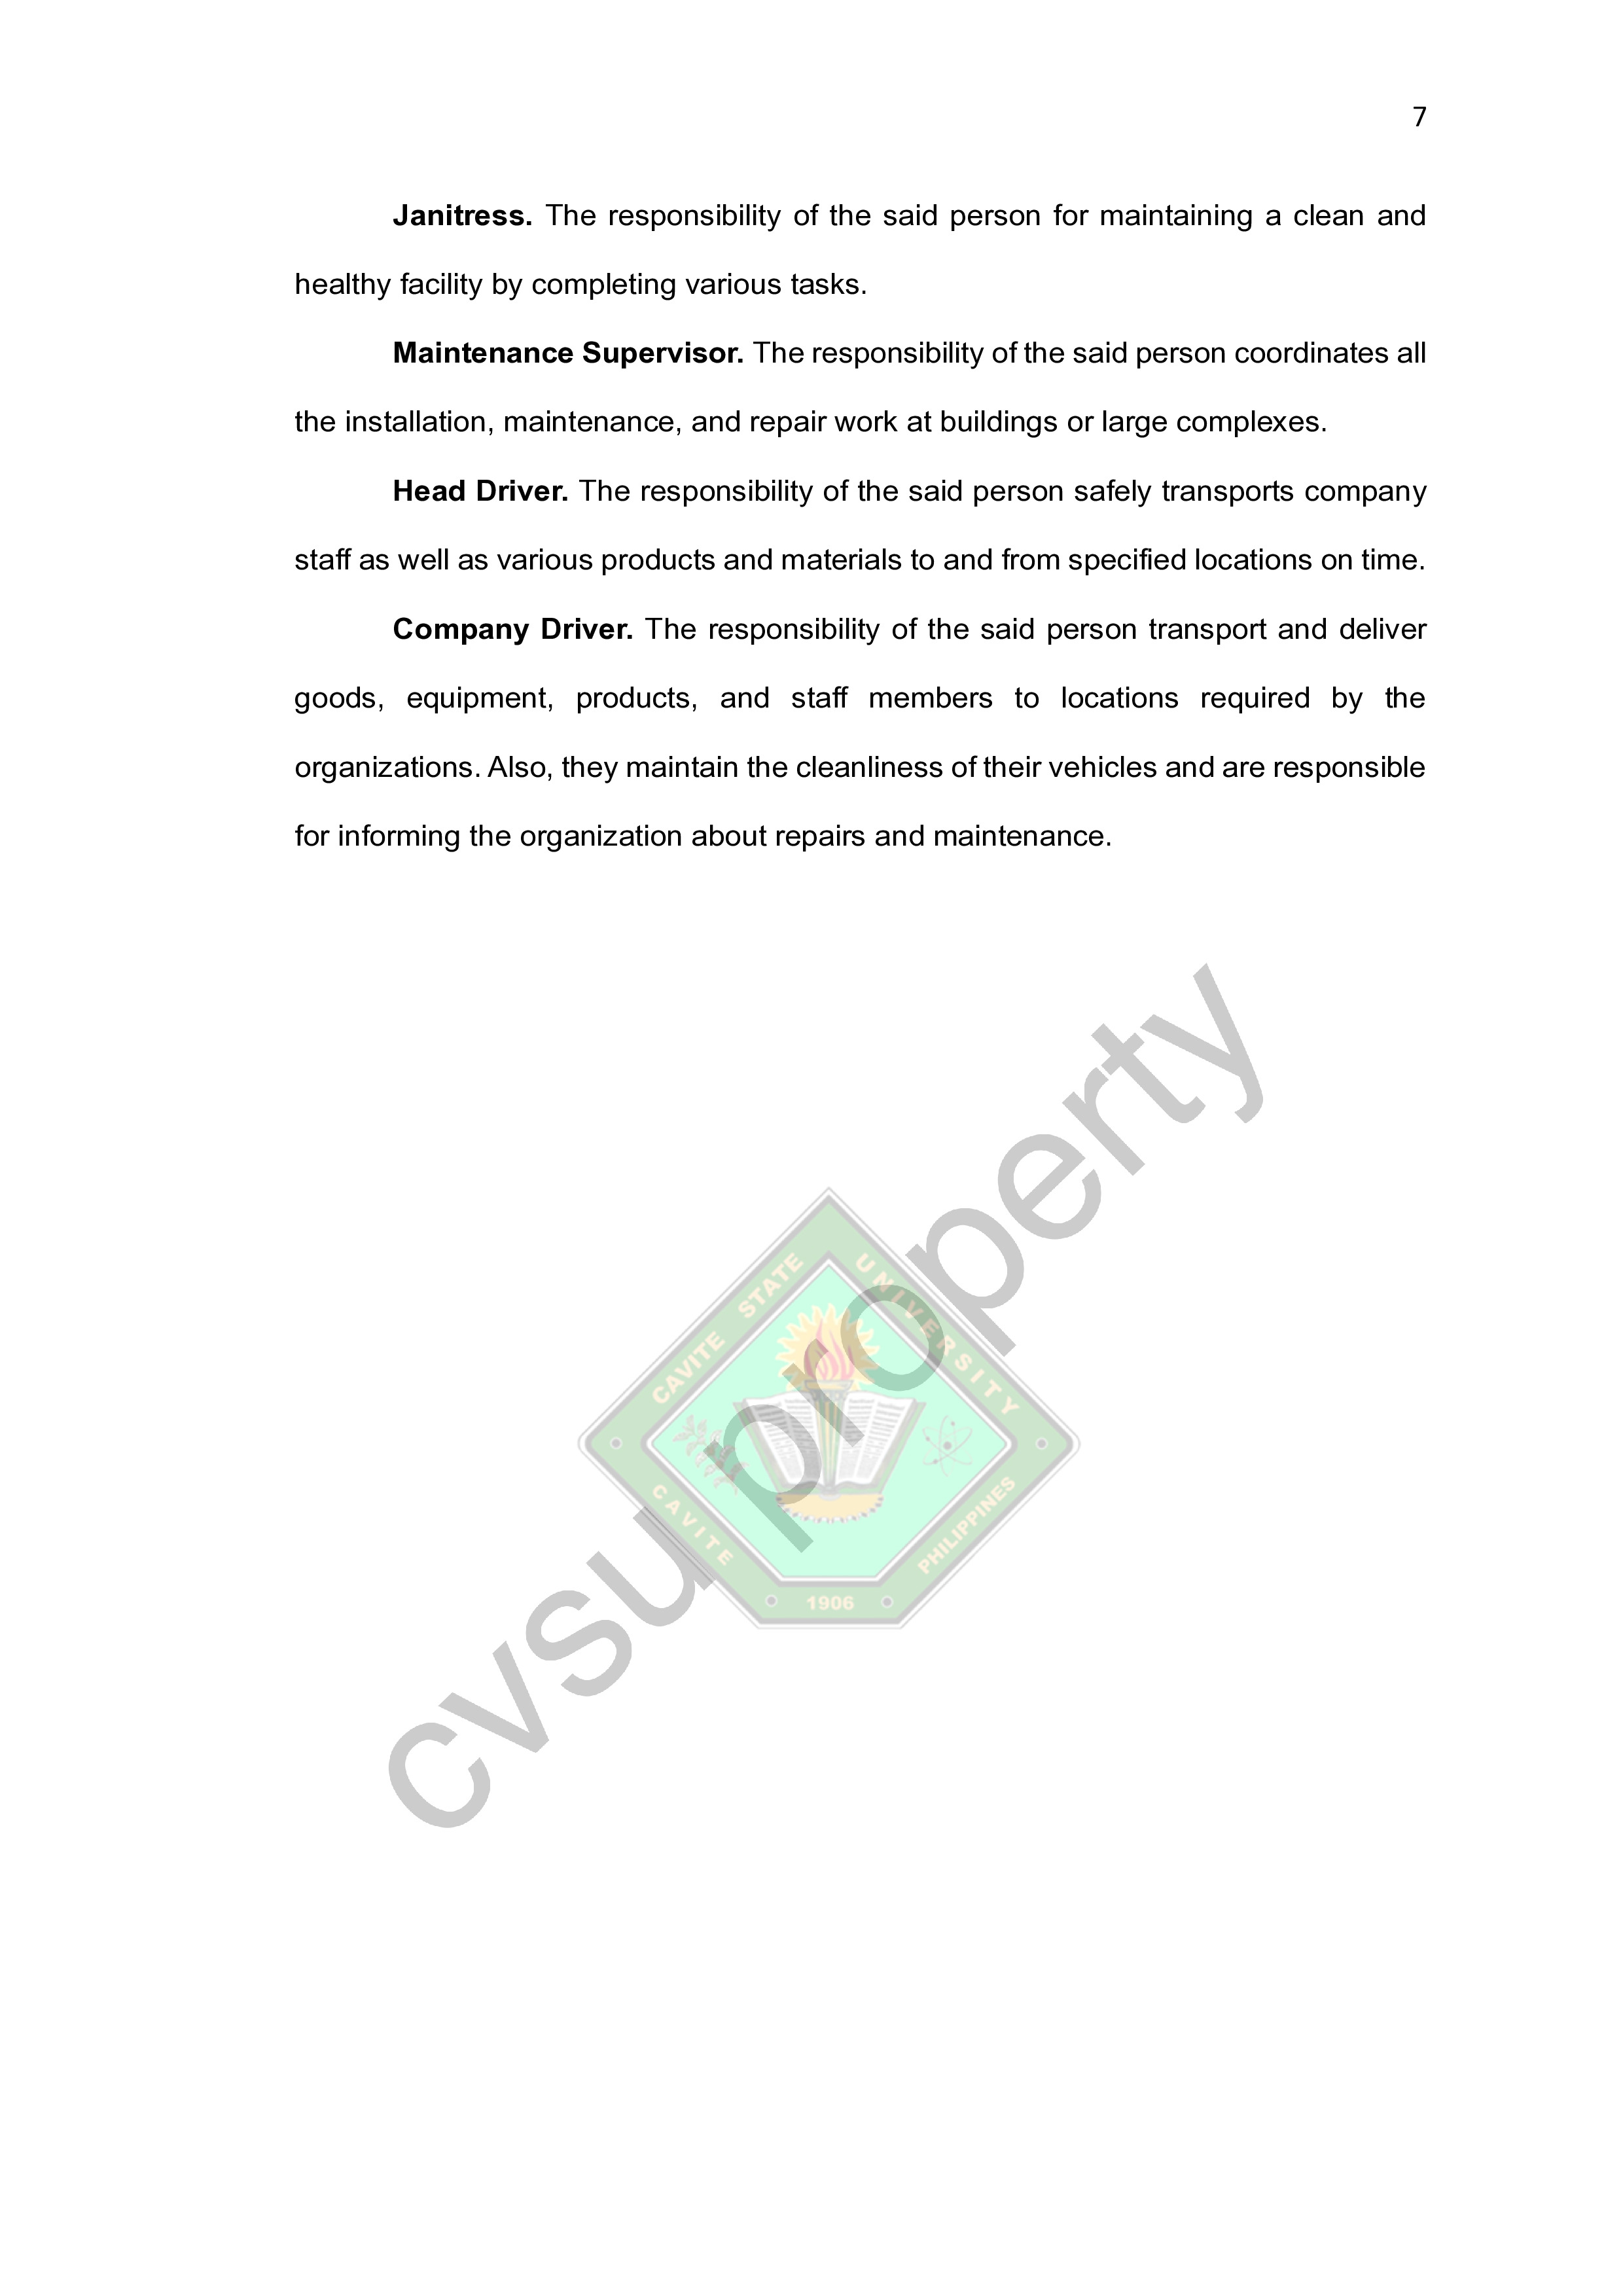 7
Janitress. The responsibility of the said person for maintaining a clean and
healthy facility by completing various tasks.
Maintenance Supervisor. The responsibility of the said person coordinates all
the installation, maintenance, and repair work at buildings or large complexes.
Head Driver. The responsibility of the said person safely transports company
staff as well as various products and materials to and from specified locations on time.
Company Driver. The responsibility of the said person transport and deliver
goods, equipment, products, and staff members to locations required by the
organizations. Also, they maintain the cleanliness of their vehicles and are responsible
for informing the organization about repairs and maintenance.
cvsu property
CAVITE STATE UNIVERSITY
CAVITE
PHILIPPINES
1906